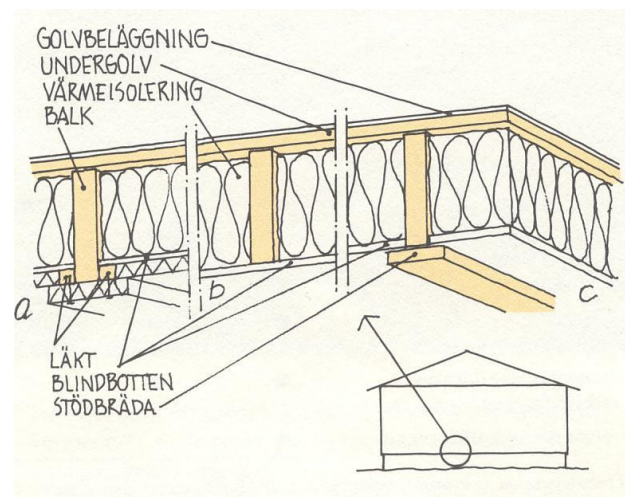 GOLVBELÄGGNING
UNDERGOLV
VÄRMEISOLERING
BALK
a
b
c
LÄKT
BLINDBOTTEN
STÖDBRÄDA